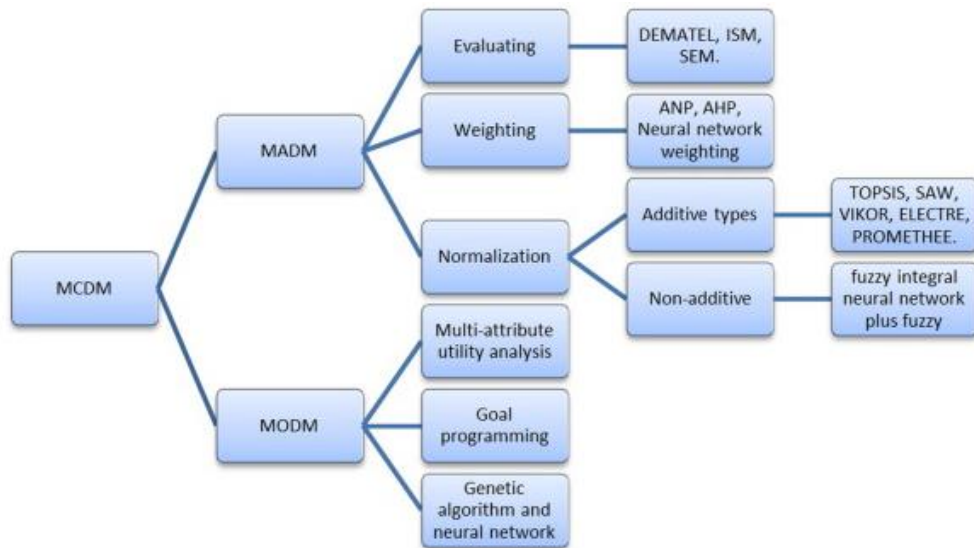 Evaluating
DEMATEL, ISM,
SEM.
MADM
Weighting
ANP, AHP,
Neural network
weighting
Normalization
Additive types
TOPSIS, SAW,
VIKOR, ELECTRE,
PROMETHEE.
Non-additive
fuzzy integral
neural network
plus fuzzy
MCDM
MODM
Multi-attribute
utility analysis
Goal
programming
Genetic
algorithm and
neural network